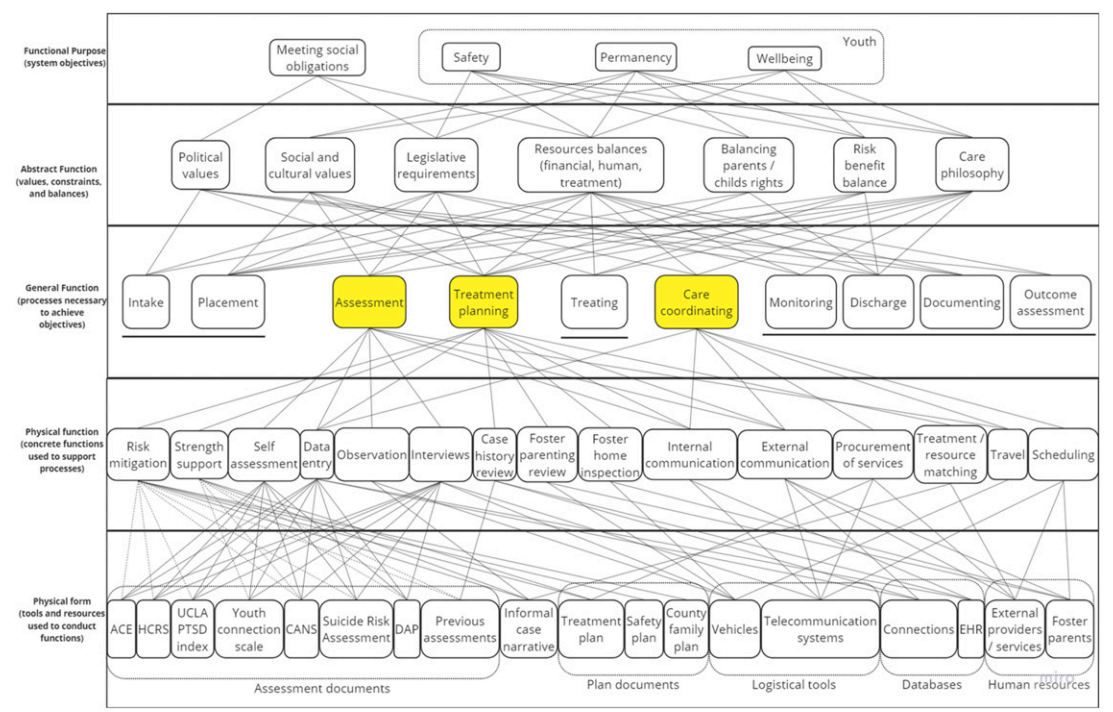 Functional Purpose
(system objectives)
Meeting social
obligations
Safety
Permanency
Wellbeing
Youth
Abstract Function
(values, constraints,
and balances)
Political
values
Social and
cultural values
Legislative
requirements
Resources balances
(financial, human,
treatment)
Balancing
parents /
childs rights
Risk
benefit
balance
Care
philosophy
General Function
(processes necessary
to achieve
objectives)
Intake
Placement
Assessment
Treatment
planning
Treating
Care
coordinating
Monitoring
Discharge
Documenting
Outcome
assessment
Physical function
(concrete functions
used to support
processes)
Risk
mitigation
Strength
support
Self
assessment
Data
entry
Observation
Interviews
Case
history
review
Foster
parenting
review
Foster
home
inspection
Internal
communication
External
communication
Procurement
of services
Treatment /
resource
matching
Travel
Scheduling
Physical form
(tools and resources
used to conduct
functions)
ACE
HCRS
UCLA
PTSD
index
Youth
connection
scale
CANS
Suicide Risk
Assessment
DAP
Previous
assessments
Informal
case
narrative
Treatment
plan
Safety
plan
County
family
plan
Vehicles
Telecommunication
systems
Connections
EHR
External
providers
/ services
Foster
parents
Assessment documents
Plan documents
Logistical tools
Databases
Human resources
miro